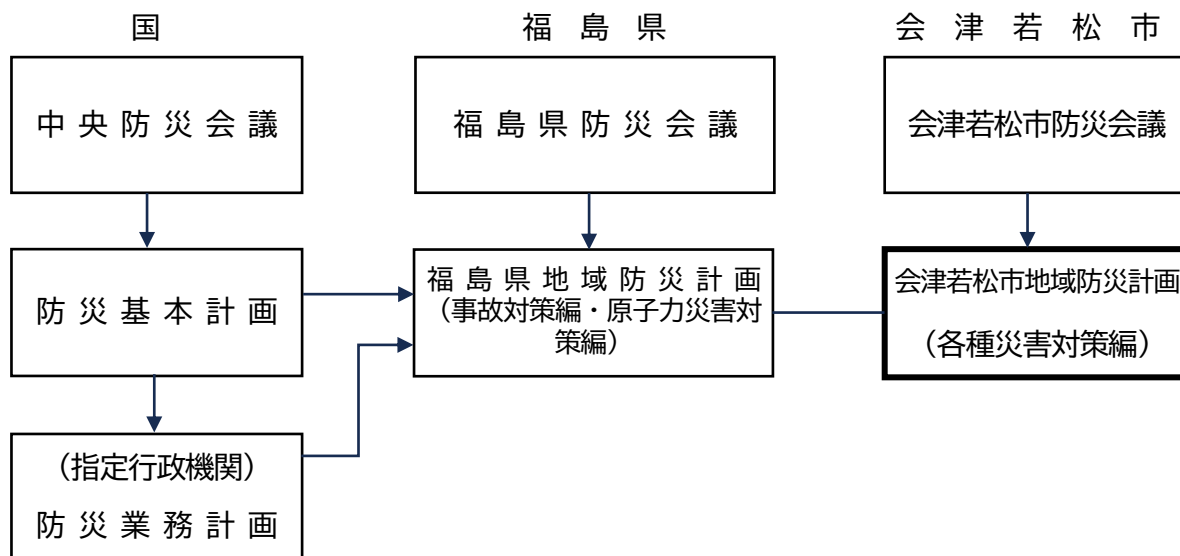 国
福島県
会津若松市
中央防災会議
福島県防災会議
会津若松市防災会議
防災基本計画
福島県地域防災計画
（事故対策編・原子力災害対
策編）
会津若松市地域防災計画
（各種災害対策編）
（指定行政機関）
防災業務計画